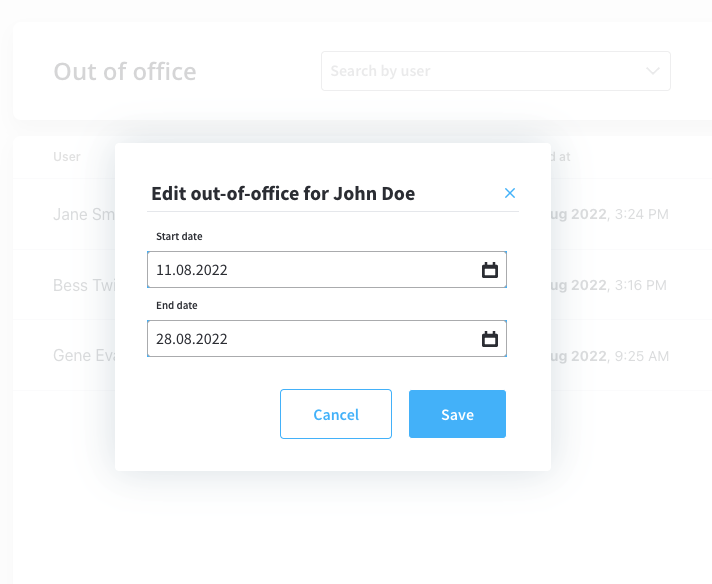 Out of office
Search by user
User
d at
Jane Sm
ug 2022, 3:24 PM
Bess Twi
ug 2022, 3:16 PM
Gene Eva
ug 2022, 9:25 AM
Edit out-of-office for John Doe
Start date
11.08.2022
End date
28.08.2022
Cancel
Save